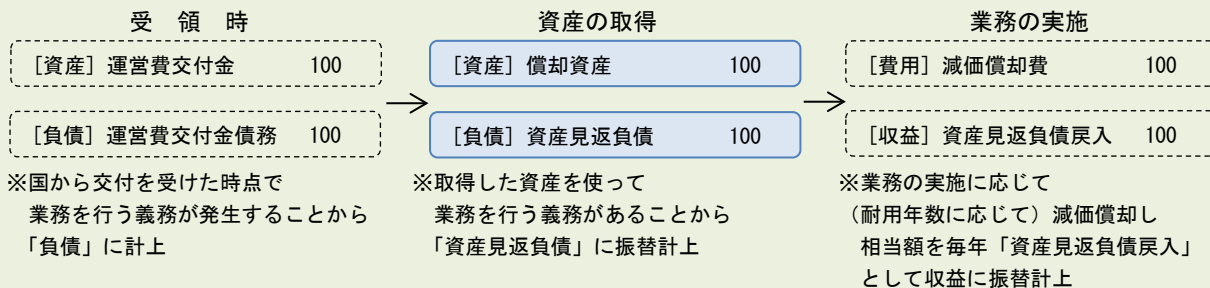 受 領 時
［資産］運営費交付金 100
［負債］運営費交付金債務 100
※国から交付を受けた時点で
業務を行う義務が発生することから
「負債」に計上
資産の取得
［資産］償却資産 100
［負債］資産見返負債 100
※取得した資産を使って
業務を行う義務があることから
「資産見返負債」に振替計上
業務の実施
［費用］減価償却費 100
［収益］資産見返負債戻入 100
※業務の実施に応じて
（耐用年数に応じて）減価償却し
相当額を毎年「資産見返負債戻入」
として収益に振替計上